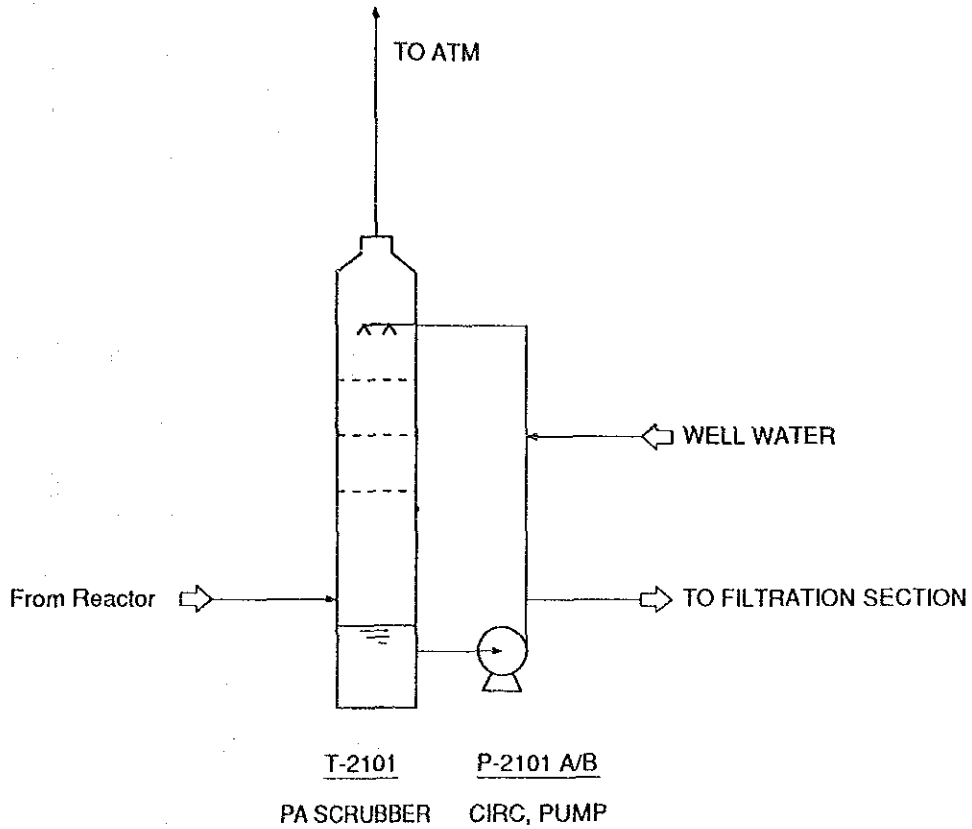 TO ATM
WELL WATER
From Reactor
TO FILTRATION SECTION
T-2101
P-2101 A/B
PA SCRUBBER
CIRC, PUMP